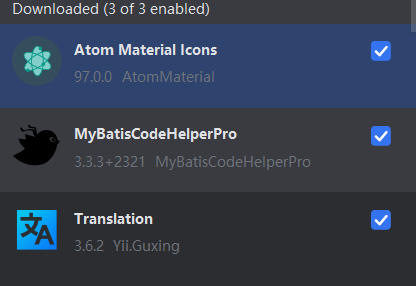 Downloaded (3 of 3 enabled)
Atom Material Icons
97.0.0 AtomMaterial
MyBatisCodeHelperPro
3.3.3+2321 MyBatisCodeHelperPro
Translation
3.6.2 Yii.Guxing